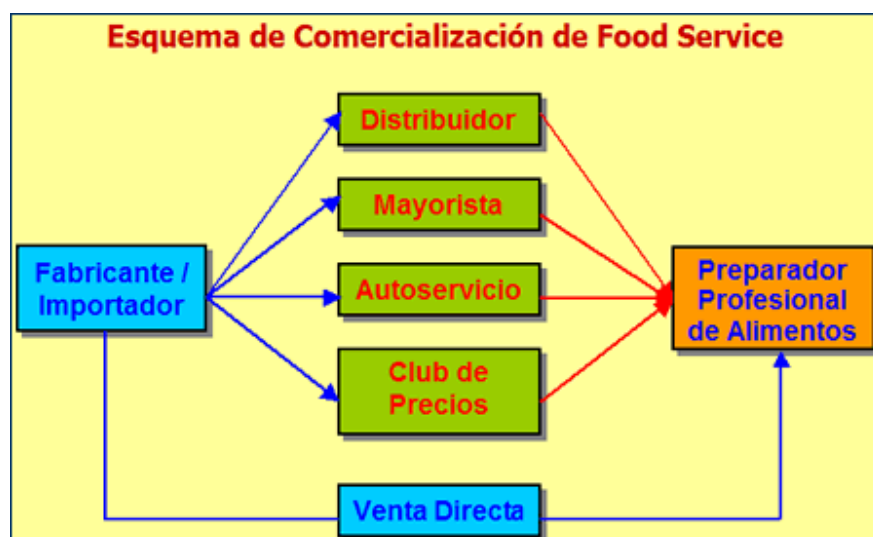 Esquema de Comercialización de Food Service
Distribuidor
Mayorista
Fabricante /
Importador
Autoservicio
Preparador
Profesional
de Alimentos
Club de
Precios
Venta Directa